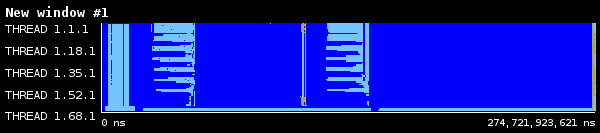 New window #1
THREAD 1.1.1
THREAD 1.18.1
THREAD 1.35.1
THREAD 1.52.1
THREAD 1.68.1
0 ns 274,721,923,621 ns